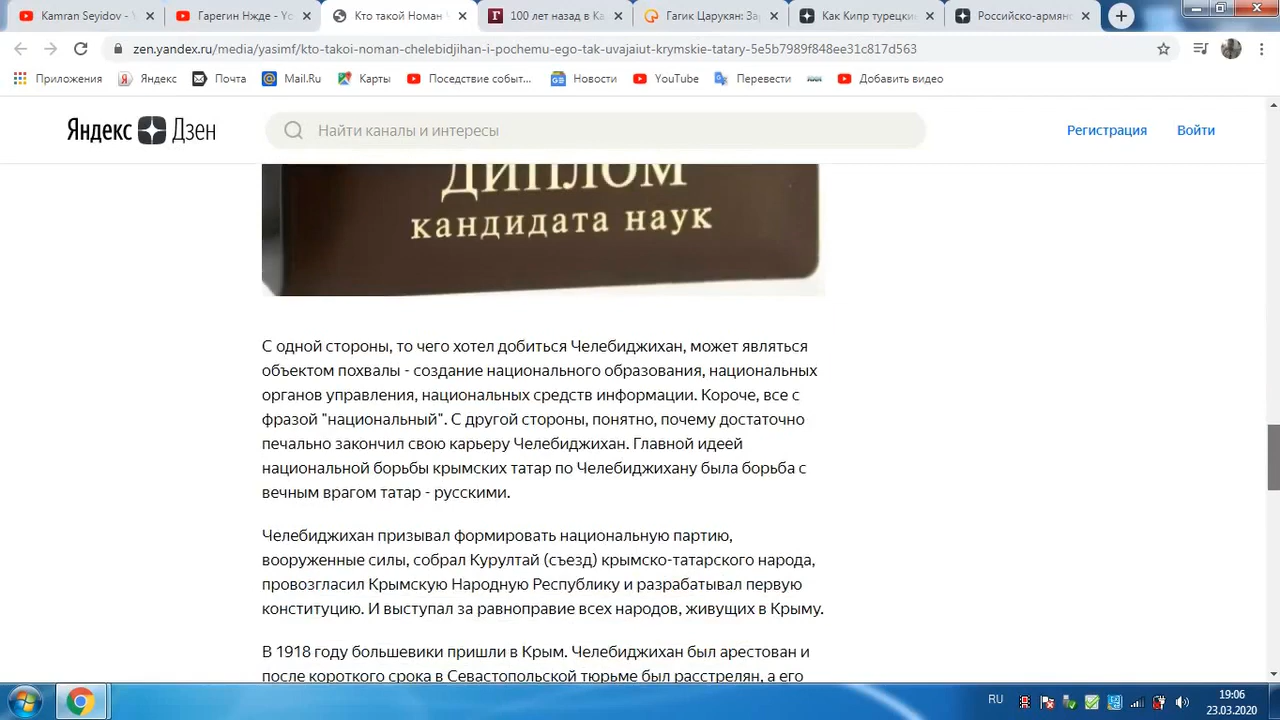 Kamran Seyidov - Y
Гарегин Нжде - Yo
Кто такой Номан Ч
100 лет назад в Ка
Гагик Царукян: За
Как Кипр турецки
Российско-армянс
zen.yandex.ru/media/yasimf/kto-takoi-noman-chelebidjihan-i-pochemu-ego-tak-uvajaiut-krymskie-tatary-5e5b7989f848ee31c817d563
Приложения
Яндекс
Почта
Mail.Ru
Карты
Поседствие событ...
Новости
YouTube
Перевести
Добавить видео
Яндекс Дзен
Найти каналы и интересы
Регистрация
Войти
ДИПЛОМ
кандидата наук
С одной стороны, то чего хотел добиться Челебиджихан, может являться
объектом похвалы - создание национального образования, национальных
органов управления, национальных средств информации. Короче, все с
фразой "национальный". С другой стороны, понятно, почему достаточно
печально закончил свою карьеру Челебиджихан. Главной идеей
национальной борьбы крымских татар по Челебиджихану была борьба с
вечным врагом татар - русскими.
Челебиджихан призывал формировать национальную партию,
вооруженные силы, собрал Курултай (съезд) крымско-татарского народа,
провозгласил Крымскую Народную Республику и разрабатывал первую
конституцию. И выступал за равноправие всех народов, живущих в Крыму.
В 1918 году большевики пришли в Крым. Челебиджихан был арестован и
после короткого срока в Севастопольской тюрьме был расстрелян, а его
RU
19:06
23.03.2020